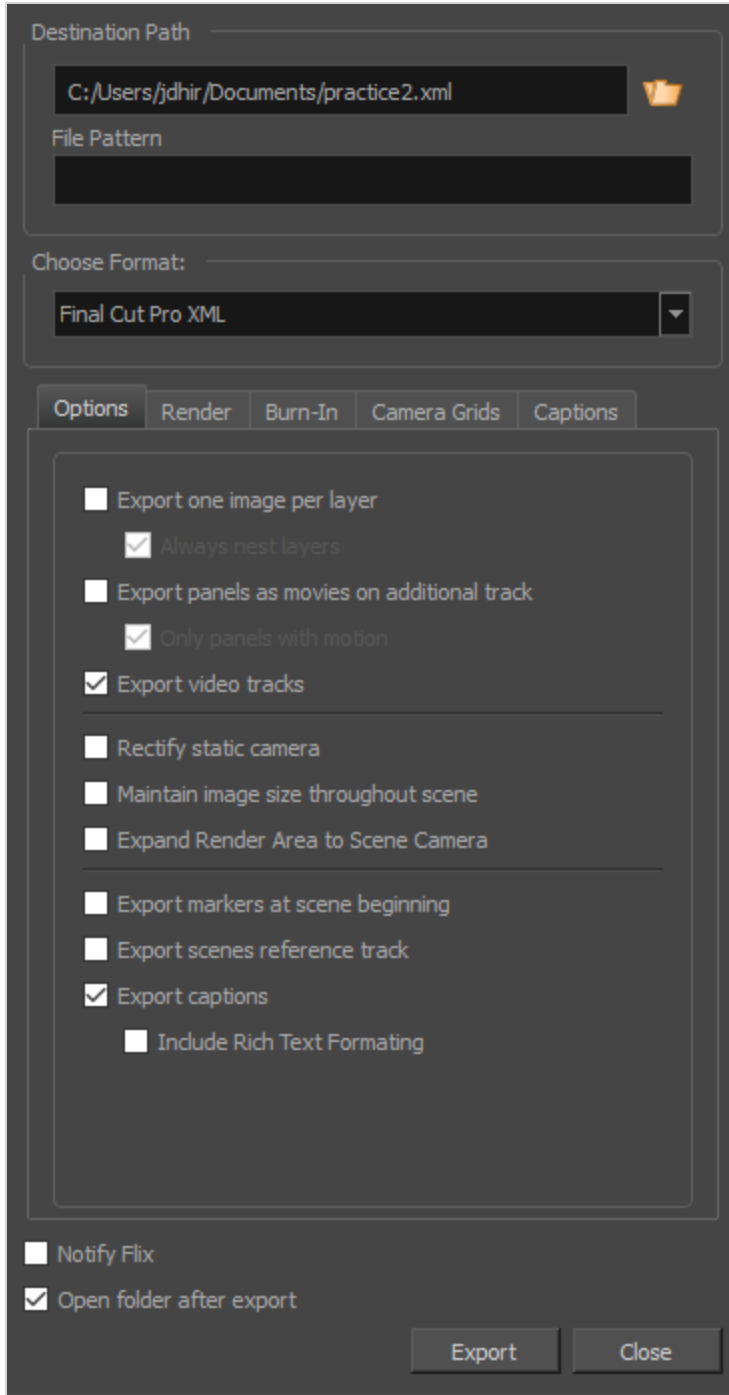 Destination Path
C:/Users/jdhir/Documents/practice2.xml
File Pattern
Choose Format:
Final Cut Pro XML
Options Render Burn-In Camera Grids Captions
Export one image per layer
Always nest layers
Export panels as movies on additional track
Only panels with motion
Export video tracks
Rectify static camera
Maintain image size throughout scene
Expand Render Area to Scene Camera
Export markers at scene beginning
Export scenes reference track
Export captions
Include Rich Text Formating
Notify Flix
Open folder after export
Export Close